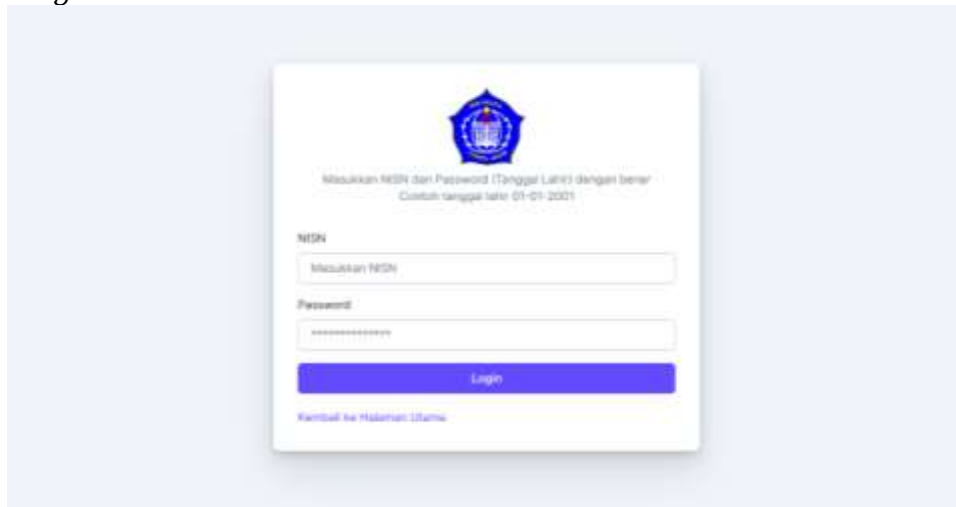 Masukkan NISN dan Password (Tanggal Lahir) dengan benar
Contoh tanggal lahir 01-01-2001
NISN
Masukkan NISN
Password
Login
Kembali ke Halaman Utama